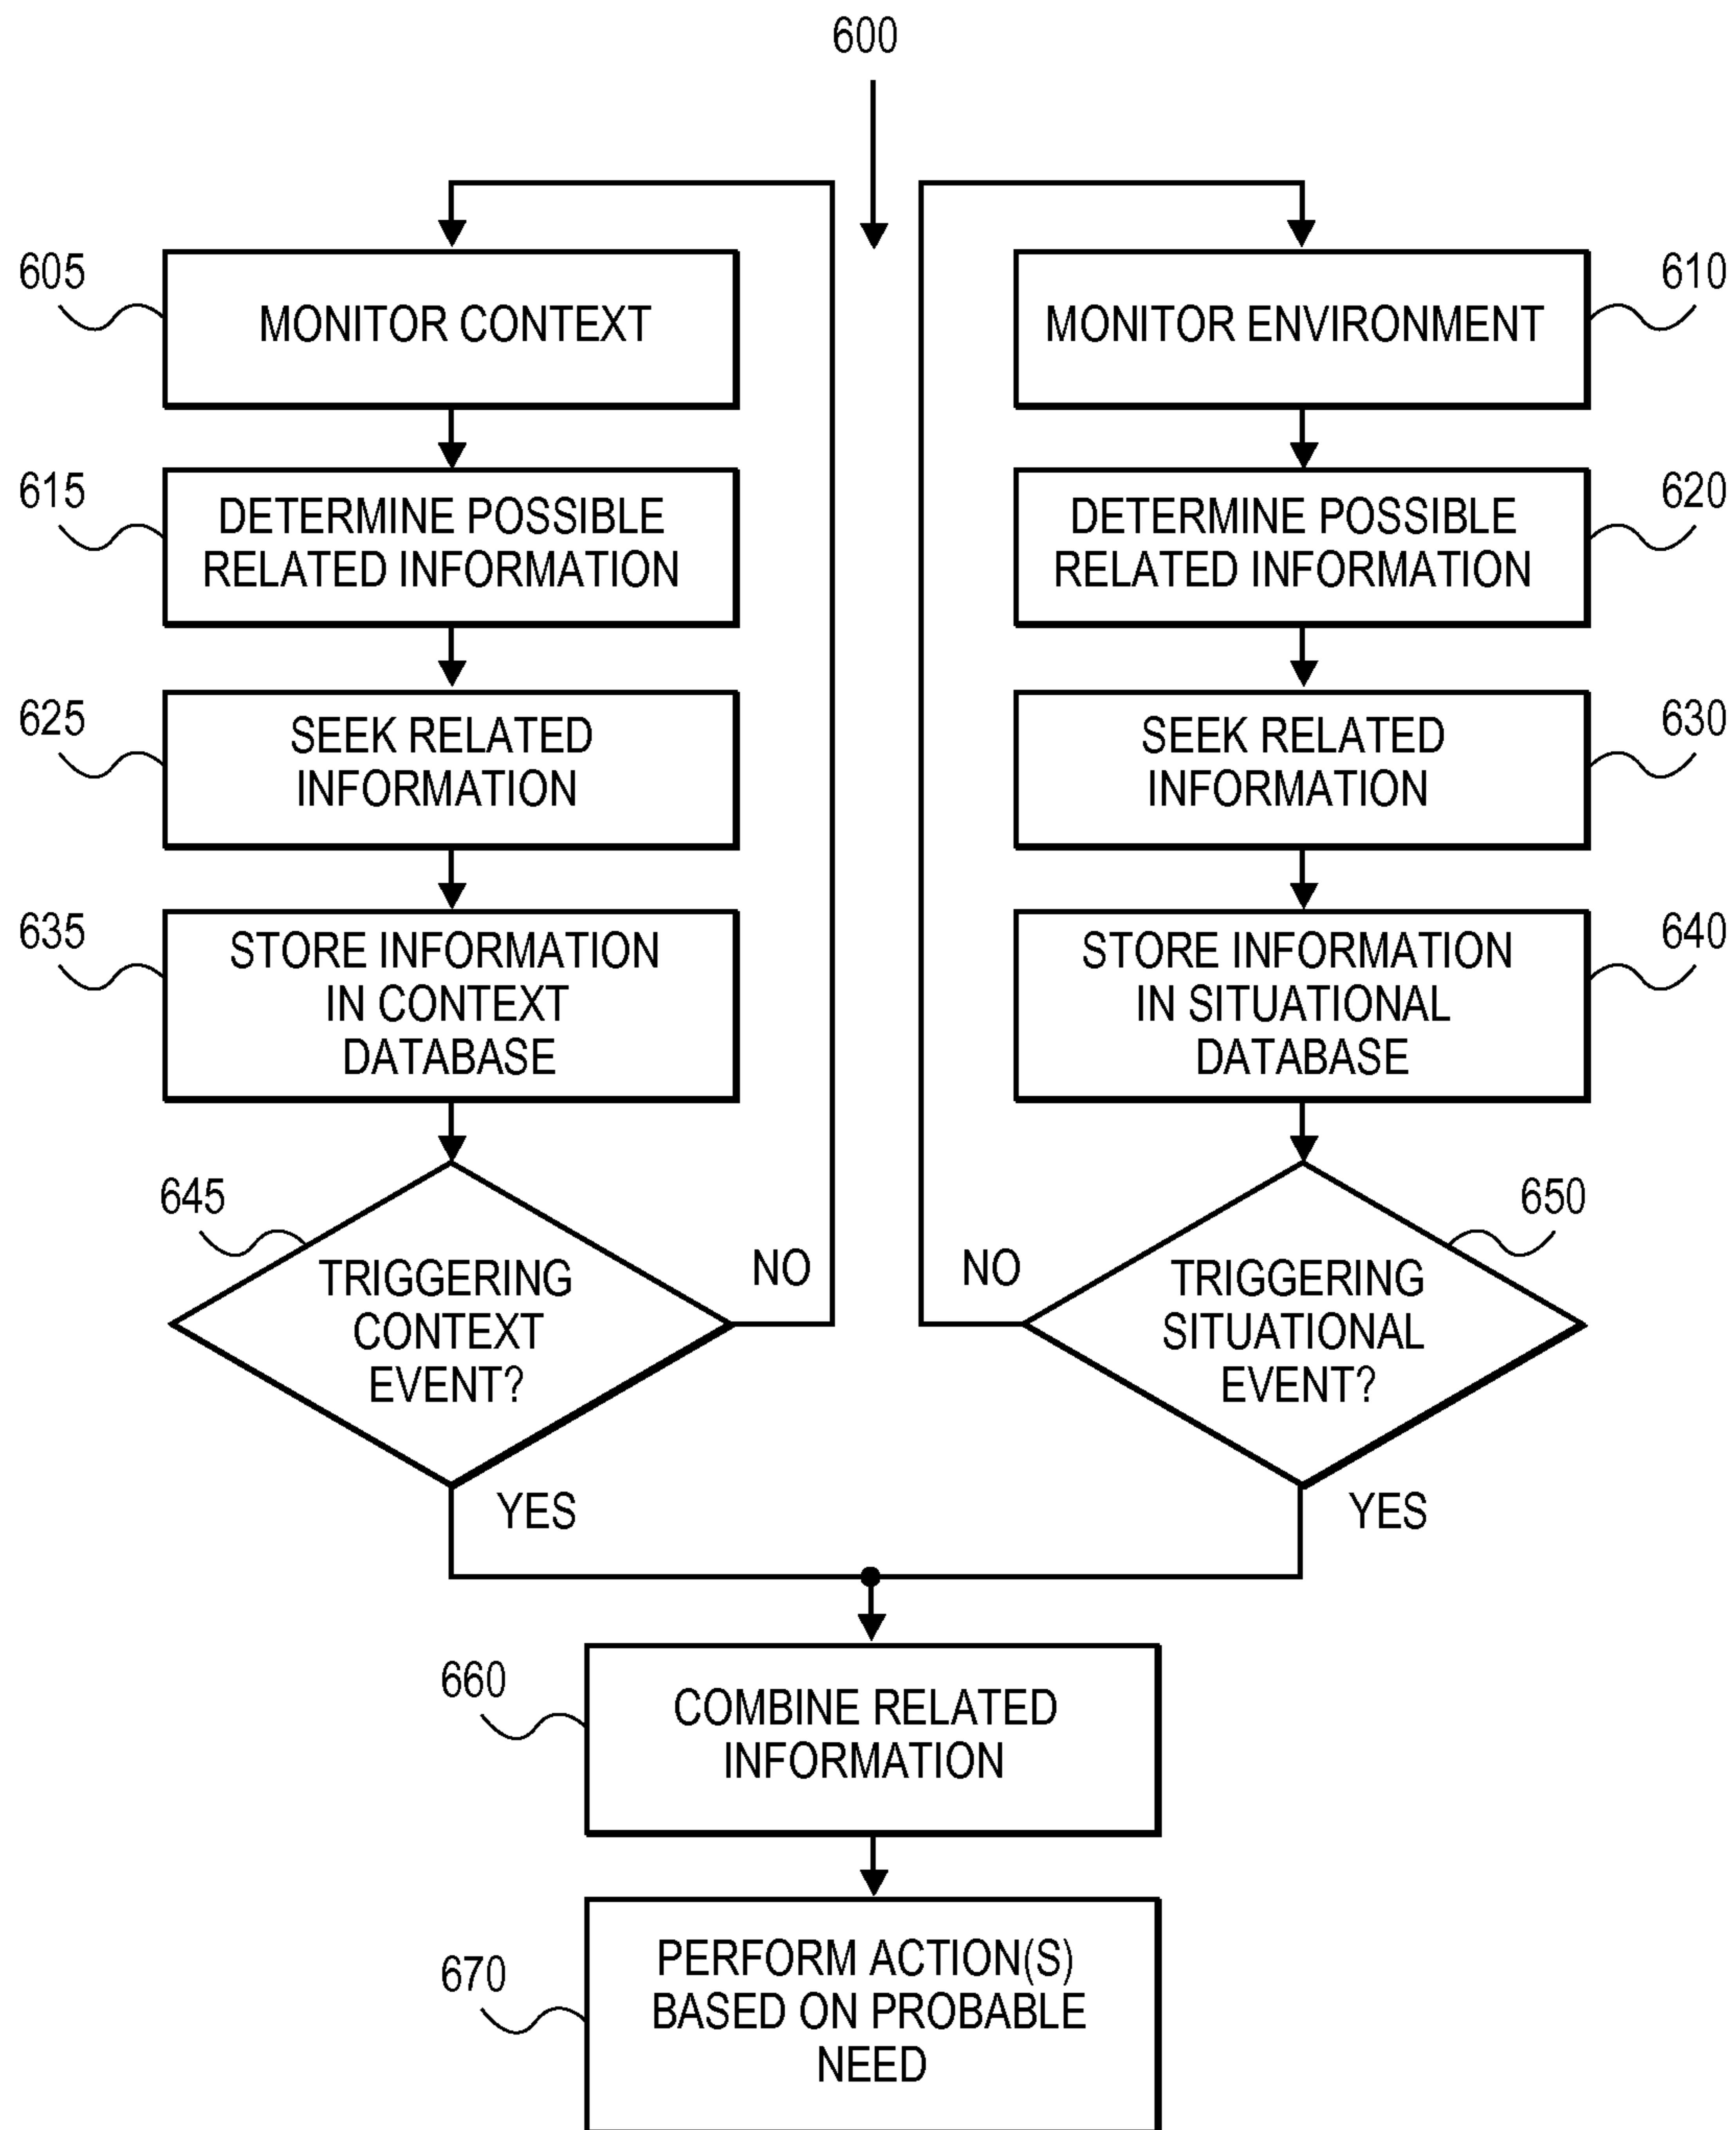 600
605
MONITOR CONTEXT
MONITOR ENVIRONMENT
610
615
DETERMINE POSSIBLE
RELATED INFORMATION
DETERMINE POSSIBLE
RELATED INFORMATION
620
625
SEEK RELATED
INFORMATION
SEEK RELATED
INFORMATION
630
635
STORE INFORMATION
IN CONTEXT
DATABASE
STORE INFORMATION
IN SITUATIONAL
DATABASE
640
645
TRIGGERING
CONTEXT
EVENT?
NO
NO
TRIGGERING
SITUATIONAL
EVENT?
650
YES
YES
660
COMBINE RELATED
INFORMATION
670
PERFORM ACTION(S)
BASED ON PROBABLE
NEED